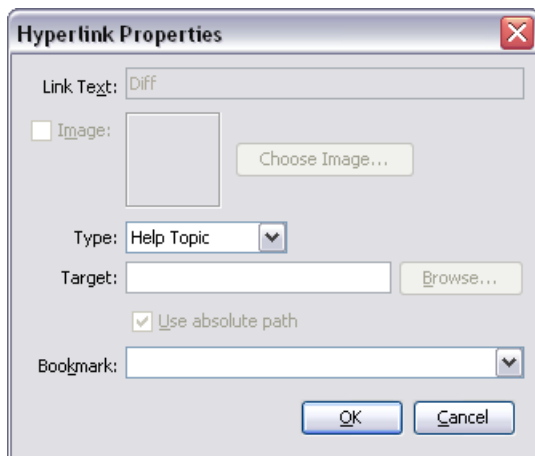 Hyperlink Properties
Link Text: Diff
Image:
Choose Image...
Type: Help Topic
Target: Browse...
Use absolute path
Bookmark:
OK Cancel